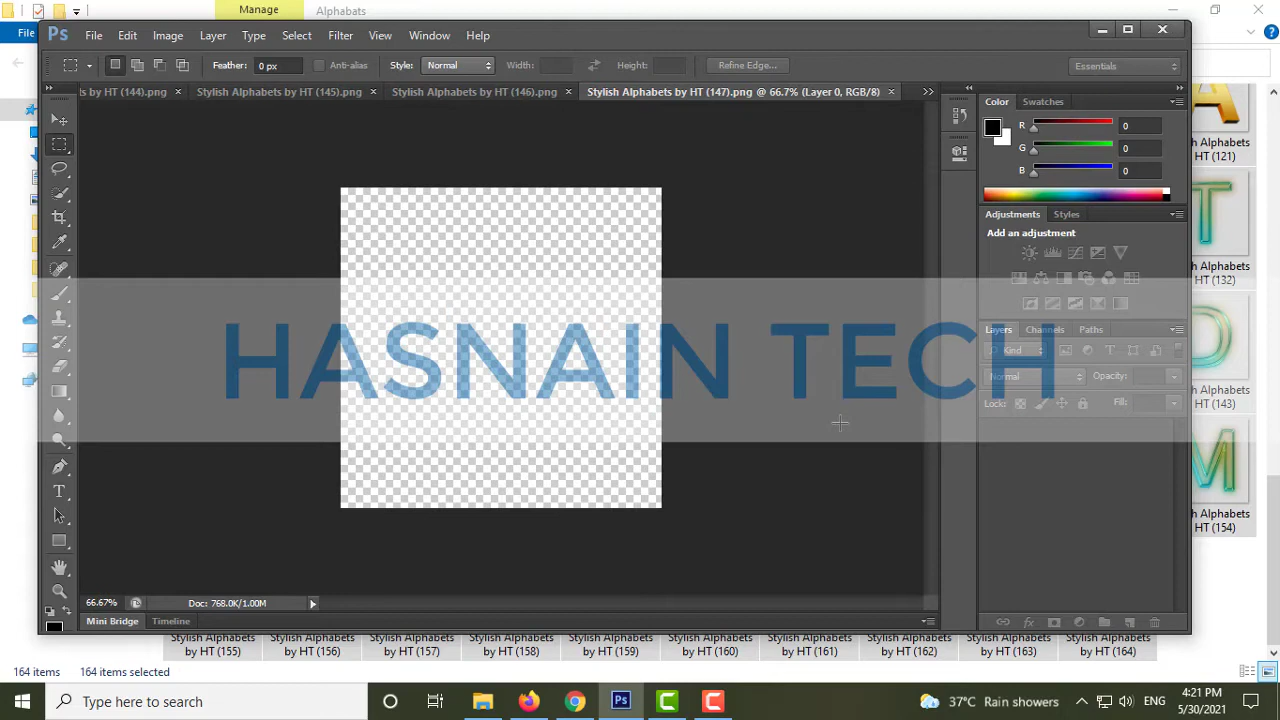 File
Manage
Alphabats
Ps File Edit Image Layer Type Select Filter View Window Help
Feather: 0 px Anti-alias Style: Normal Width: Height: Refine Edge... Essentials
s by HT (144).png Stylish Alphabets by HT (145).png Stylish Alphabets by HT (146).png Stylish Alphabets by HT (147).png @ 66.7% (Layer 0, RGB/8)
Color Swatches
R 0
G 0
B 0
Adjustments Styles
Add an adjustment
Layers Channels Paths
Kind
Normal Opacity:
Lock: Fill:
HASNAIN TECH
h Alphabets
HT (121)
h Alphabets
HT (132)
h Alphabets
HT (143)
h Alphabets
HT (154)
66.67% Doc: 768.0K/1.00M
Mini Bridge Timeline
Stylish Alphabets Stylish Alphabets Stylish Alphabets Stylish Alphabets Stylish Alphabets Stylish Alphabets Stylish Alphabets Stylish Alphabets Stylish Alphabets Stylish Alphabets
by HT (155) by HT (156) by HT (157) by HT (158) by HT (159) by HT (160) by HT (161) by HT (162) by HT (163) by HT (164)
164 items 164 items selected
Type here to search
Ps
37°C Rain showers
ENG
4:21 PM
5/30/2021